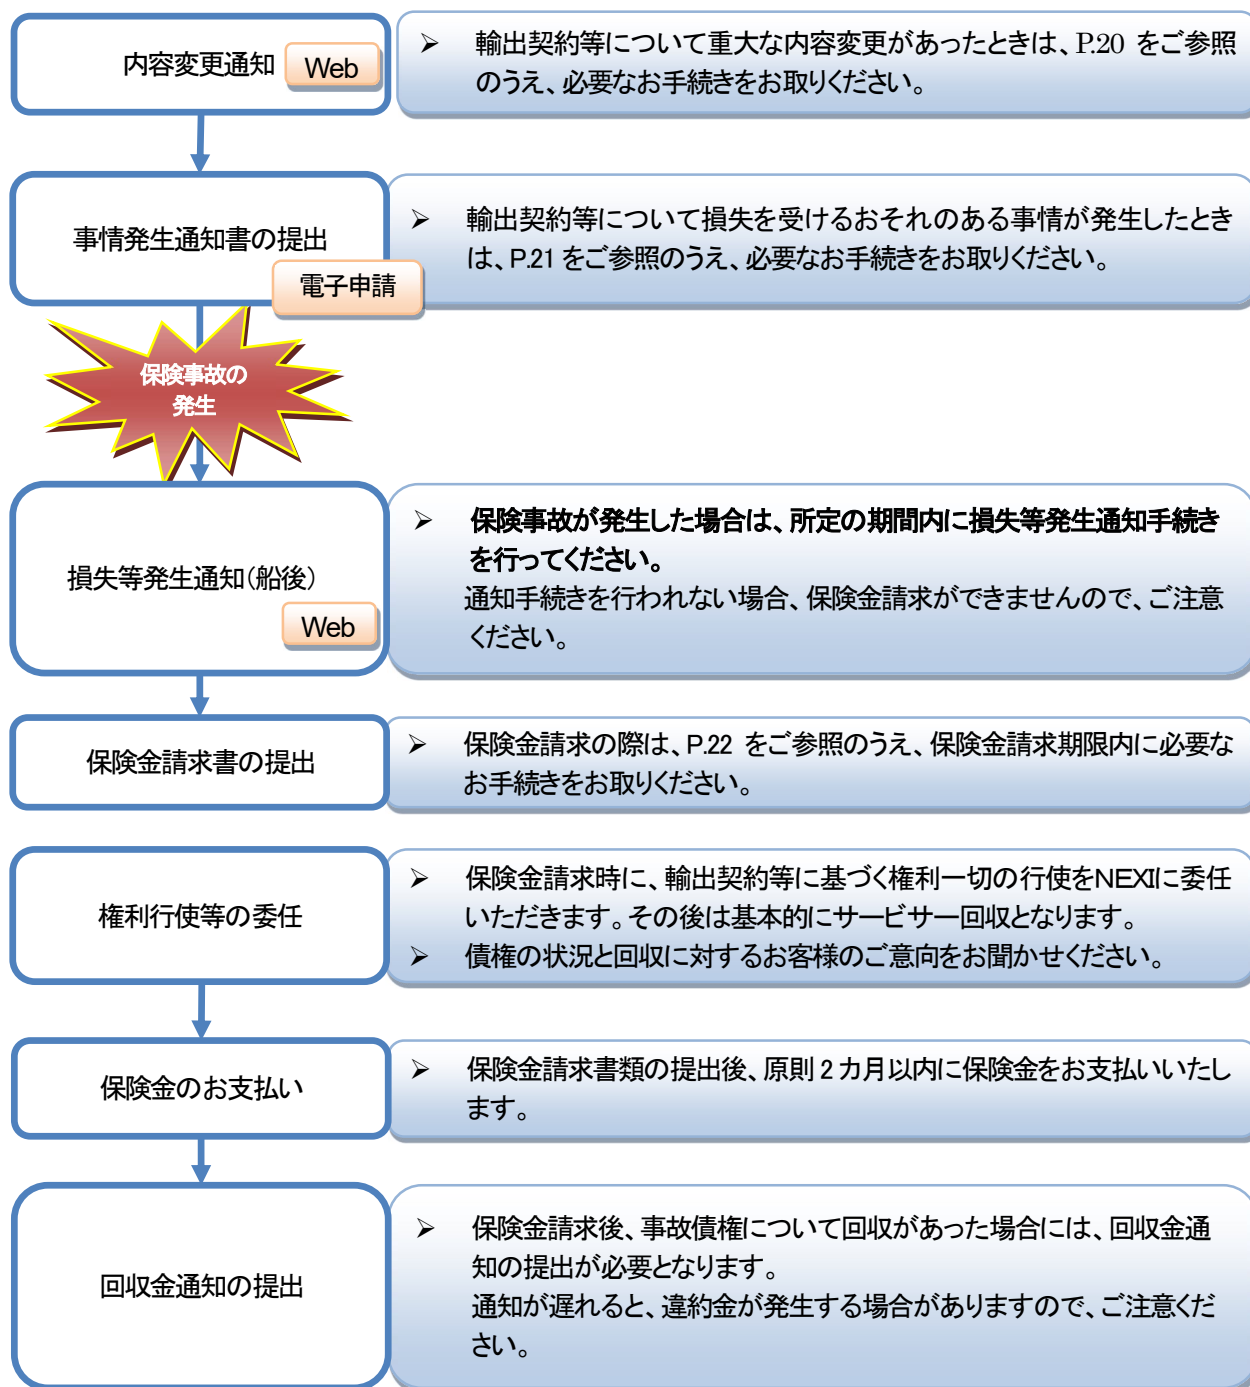 内容変更通知
Web
➢ 輸出契約等について重大な内容変更があったときは、P.20 をご参照
のうえ、必要なお手続きをお取りください。
事情発生通知書の提出
電子申請
➢ 輸出契約等について損失を受けるおそれのある事情が発生したとき
は、P.21 をご参照のうえ、必要なお手続きをお取りください。
保険事故の
発生
損失等発生通知（船後）
Web
➢ 保険事故が発生した場合は、所定の期間内に損失等発生通知手続き
を行ってください。
通知手続きを行われない場合、保険金請求ができませんので、ご注意
ください。
保険金請求書の提出
➢ 保険金請求の際は、P.22 をご参照のうえ、保険金請求期限内に必要な
お手続きをお取りください。
権利行使等の委任
➢ 保険金請求時に、輸出契約等に基づく権利一切の行使をNEXIに委任
いただきます。その後は基本的にサービサー回収となります。
➢ 債権の状況と回収に対するお客様のご意向をお聞かせください。
保険金のお支払い
➢ 保険金請求書類の提出後、原則 2 カ月以内に保険金をお支払いいたし
ます。
回収金通知の提出
➢ 保険金請求後、事故債権について回収があった場合には、回収金通
知の提出が必要となります。
通知が遅れると、違約金が発生する場合がありますので、ご注意くだ
さい。